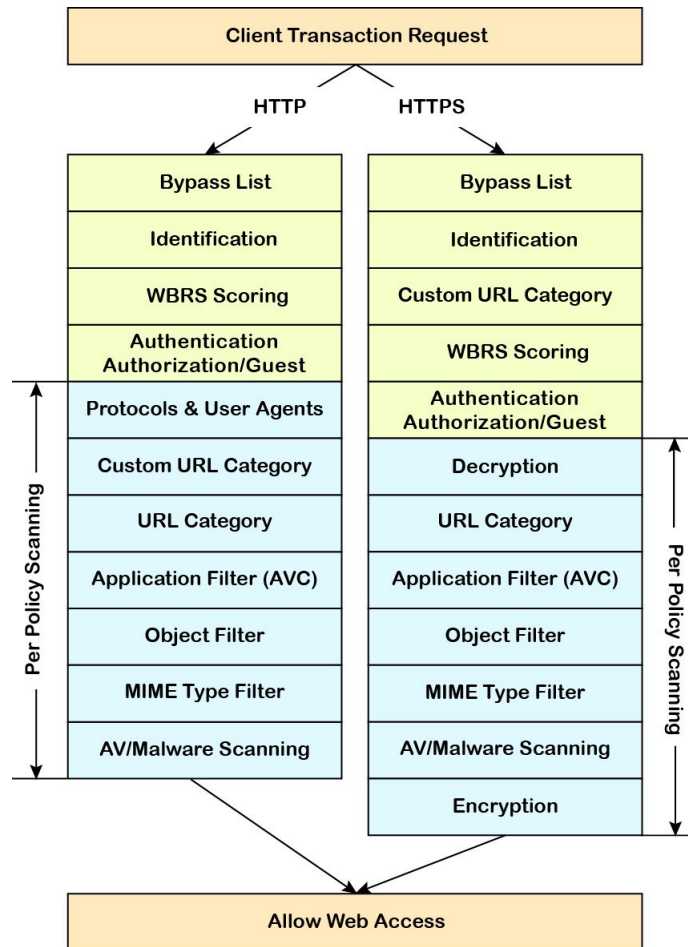 Client Transaction Request
HTTP
HTTPS
Bypass List
Identification
WBRS Scoring
Authentication
Authorization/Guest
Protocols & User Agents
Custom URL Category
URL Category
Application Filter (AVC)
Object Filter
MIME Type Filter
AV/Malware Scanning
Per Policy Scanning
Bypass List
Identification
Custom URL Category
WBRS Scoring
Authentication
Authorization/Guest
Decryption
URL Category
Application Filter (AVC)
Object Filter
MIME Type Filter
AV/Malware Scanning
Encryption
Per Policy Scanning
Allow Web Access